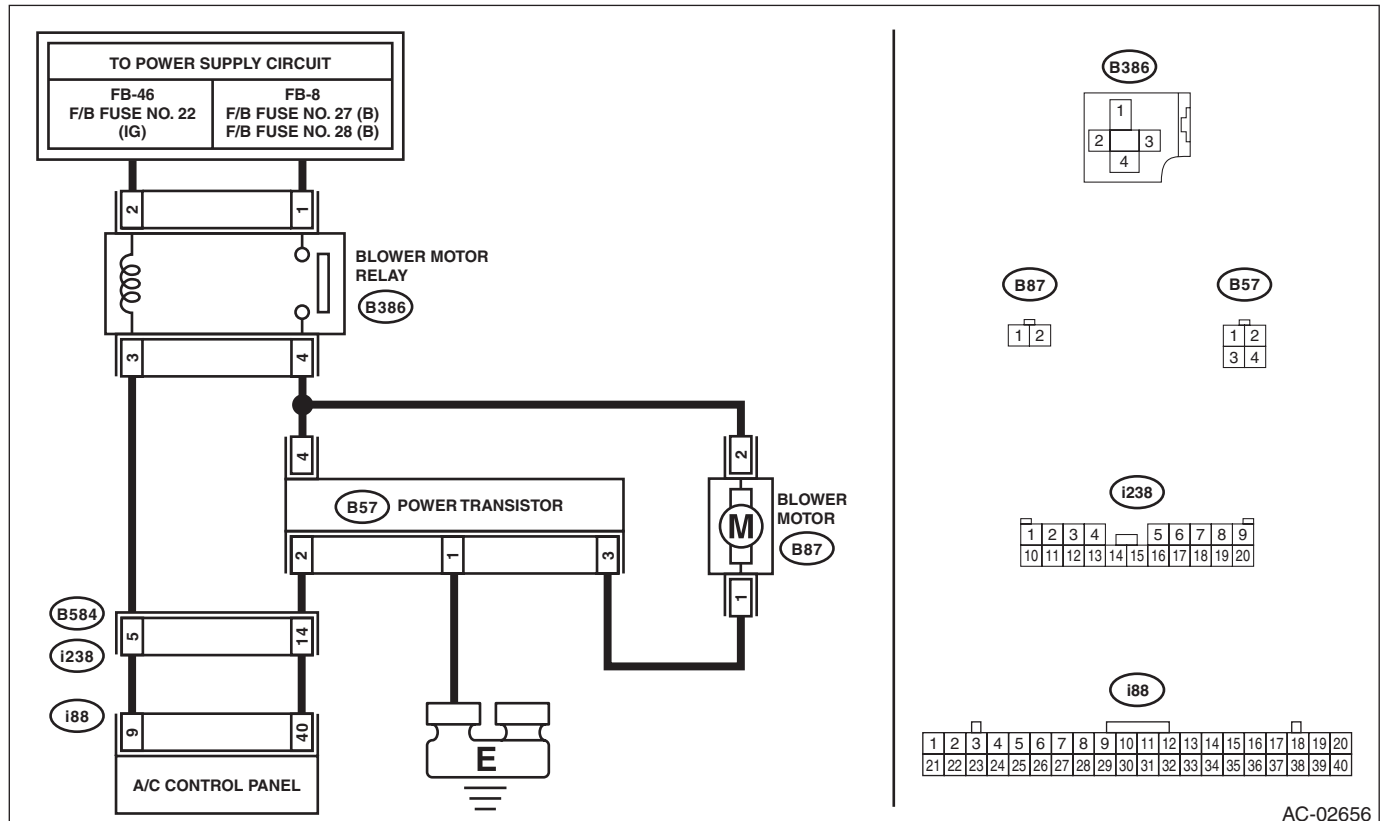 TO POWER SUPPLY CIRCUIT
FB-46
F/B FUSE NO. 22
(IG)
FB-8
F/B FUSE NO. 27 (B)
F/B FUSE NO. 28 (B)
2
1
BLOWER MOTOR
RELAY
B386
3
4
4
2
B57 POWER TRANSISTOR
M
BLOWER
MOTOR
B87
2
1
3
1
B584
5
14
i238
i88
9
40
A/C CONTROL PANEL
E
B386
1
2 3
4
B87
1 2
B57
1 2
3 4
i238
1 2 3 4 5 6 7 8 9
10 11 12 13 14 15 16 17 18 19 20
i88
1 2 3 4 5 6 7 8 9 10 11 12 13 14 15 16 17 18 19 20
21 22 23 24 25 26 27 28 29 30 31 32 33 34 35 36 37 38 39 40
AC-02656